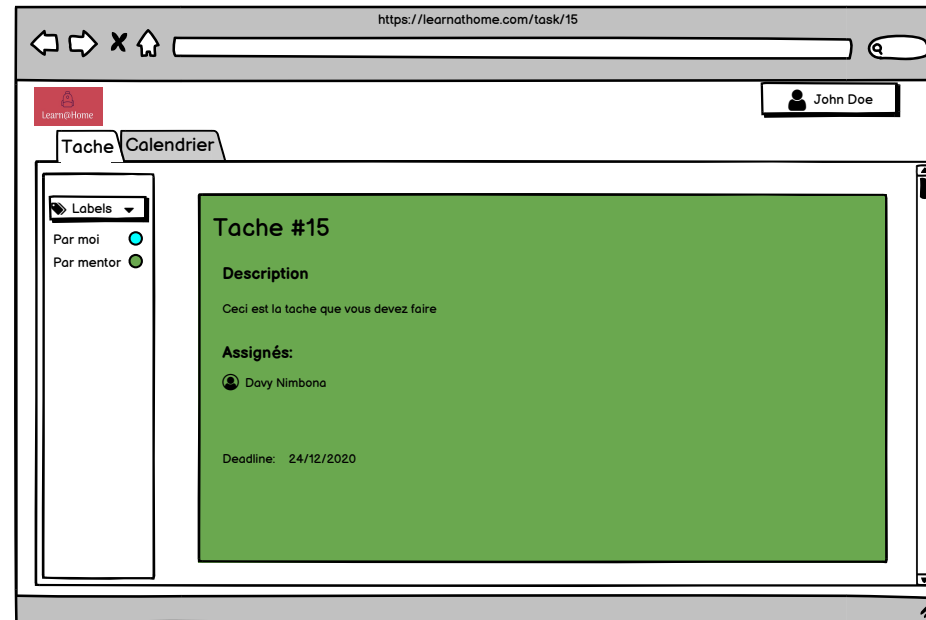 https://learnathome.com/task/15
Learn@Home
John Doe
Tache
Calendrier
Labels
Par moi
Par mentor
Tache #15
Description
Ceci est la tache que vous devez faire
Assignés:
Davy Nimbona
Deadline: 24/12/2020